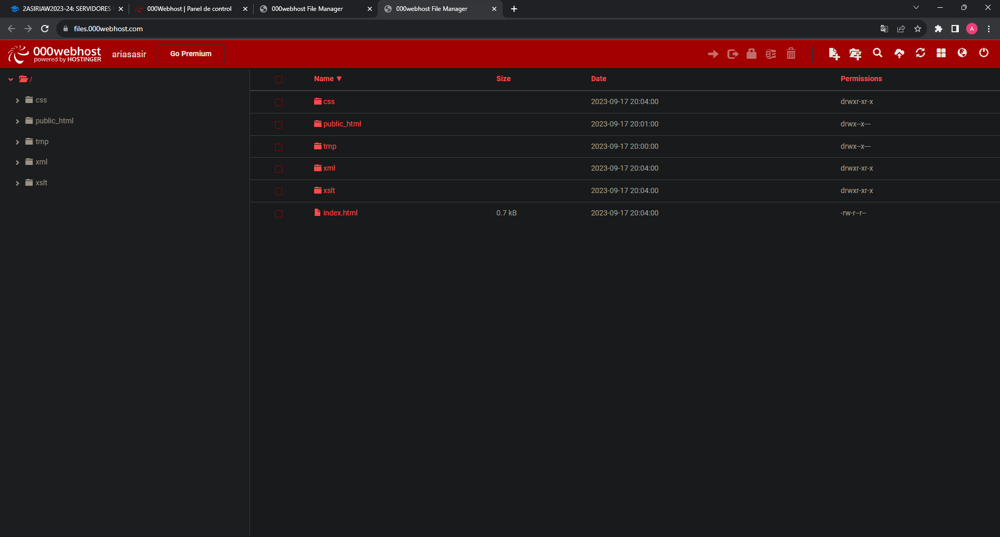 2ASIRIAW2023-24: SERVIDORES
000Webhost | Panel de control
000webhost File Manager
000webhost File Manager
files.000webhost.com
A
000webhost
powered by HOSTINGER
ariasasir
Go Premium
/
css
public_html
tmp
xml
xslt
Name ▼ Size Date Permissions
css 2023-09-17 20:04:00 drwxr-xr-x
public_html 2023-09-17 20:01:00 drwx--x---
tmp 2023-09-17 20:00:00 drwx--x---
xml 2023-09-17 20:04:00 drwxr-xr-x
xslt 2023-09-17 20:04:00 drwxr-xr-x
index.html 0.7 kB 2023-09-17 20:04:00 -rw-r--r--